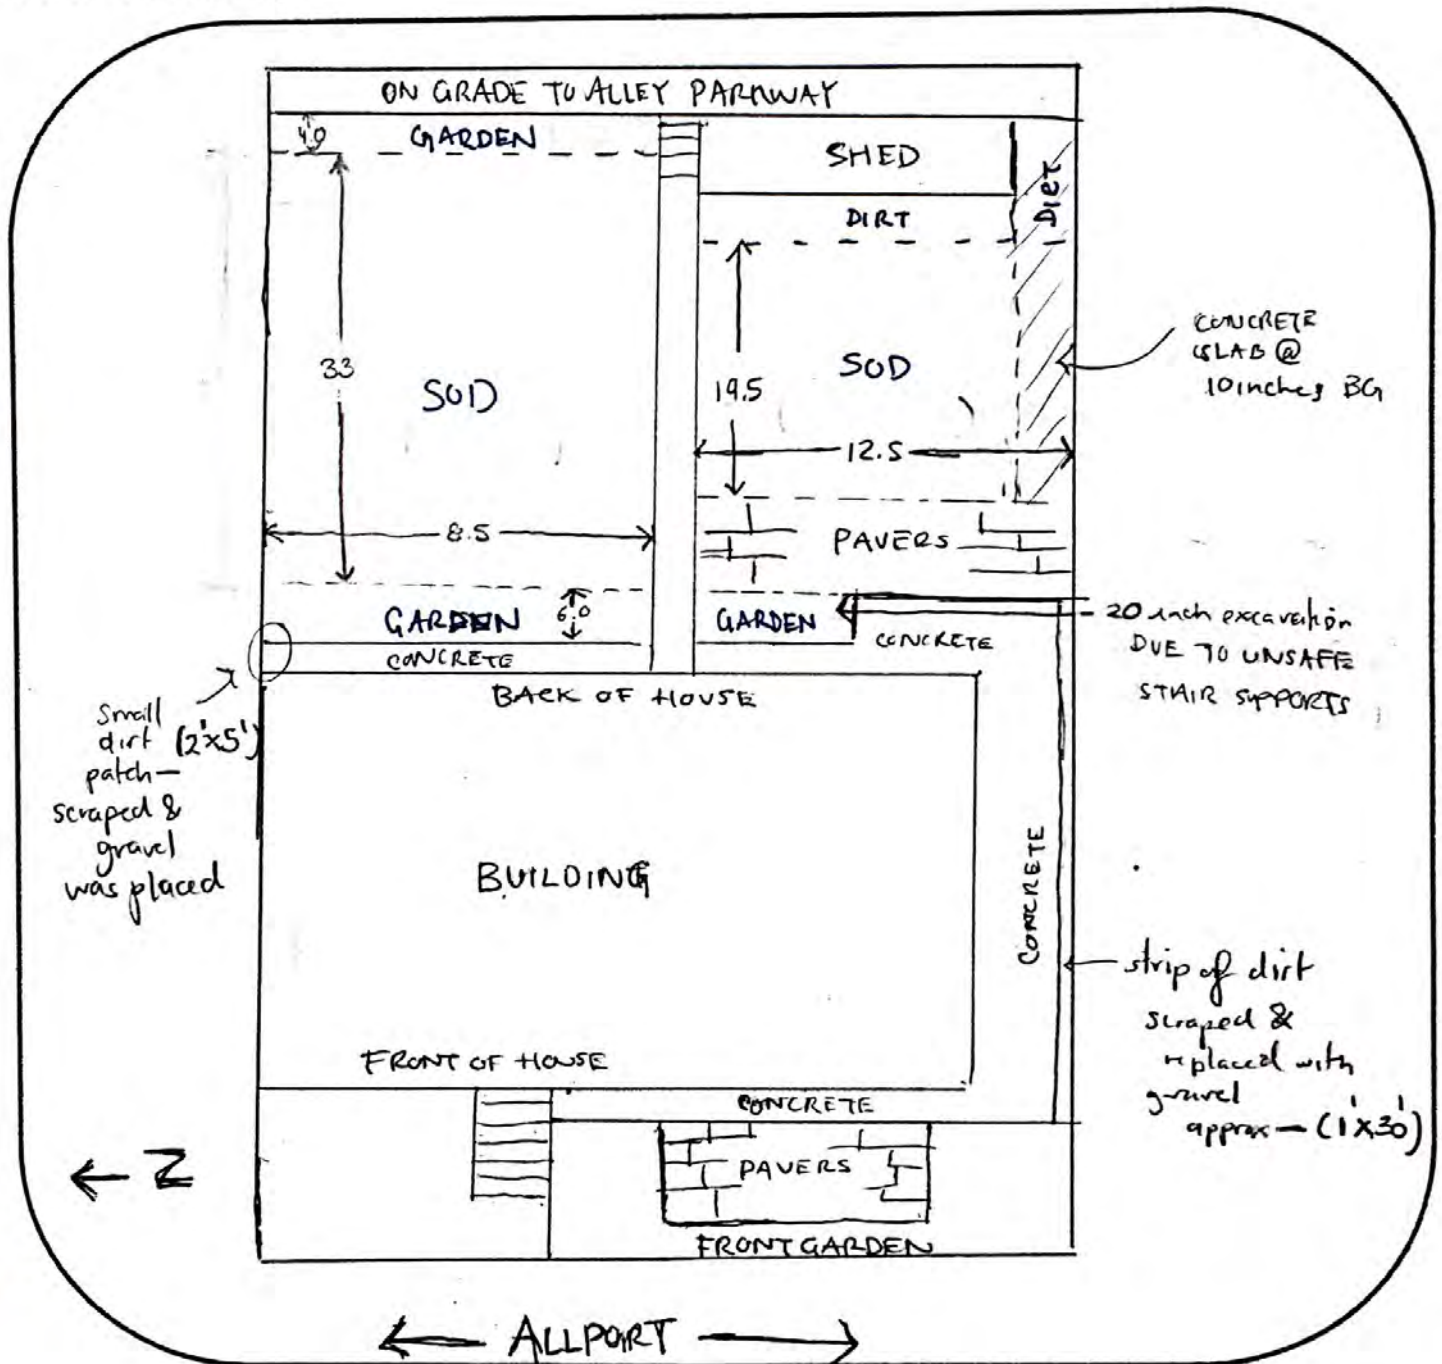 ON GRADE TO ALLEY PARKWAY
4'0
GARDEN
SHED
DIRT
DIRT
33
SOD
19.5
SOD
CONCRETE
SLAB @
10 inches BG
12.5
8.5
PAVERS
GARDEN
6'0
GARDEN
CONCRETE
CONCRETE
20 inch excavation
DUE TO UNSAFE
STAIR SUPPORTS
BACK OF HOUSE
Small
dirt (2'x5')
patch—
scraped &
gravel
was placed
BUILDING
CONCRETE
strip of dirt
scraped &
replaced with
gravel
approx — (1'x30')
FRONT OF HOUSE
CONCRETE
PAVERS
FRONT GARDEN
← N
ALLPORT